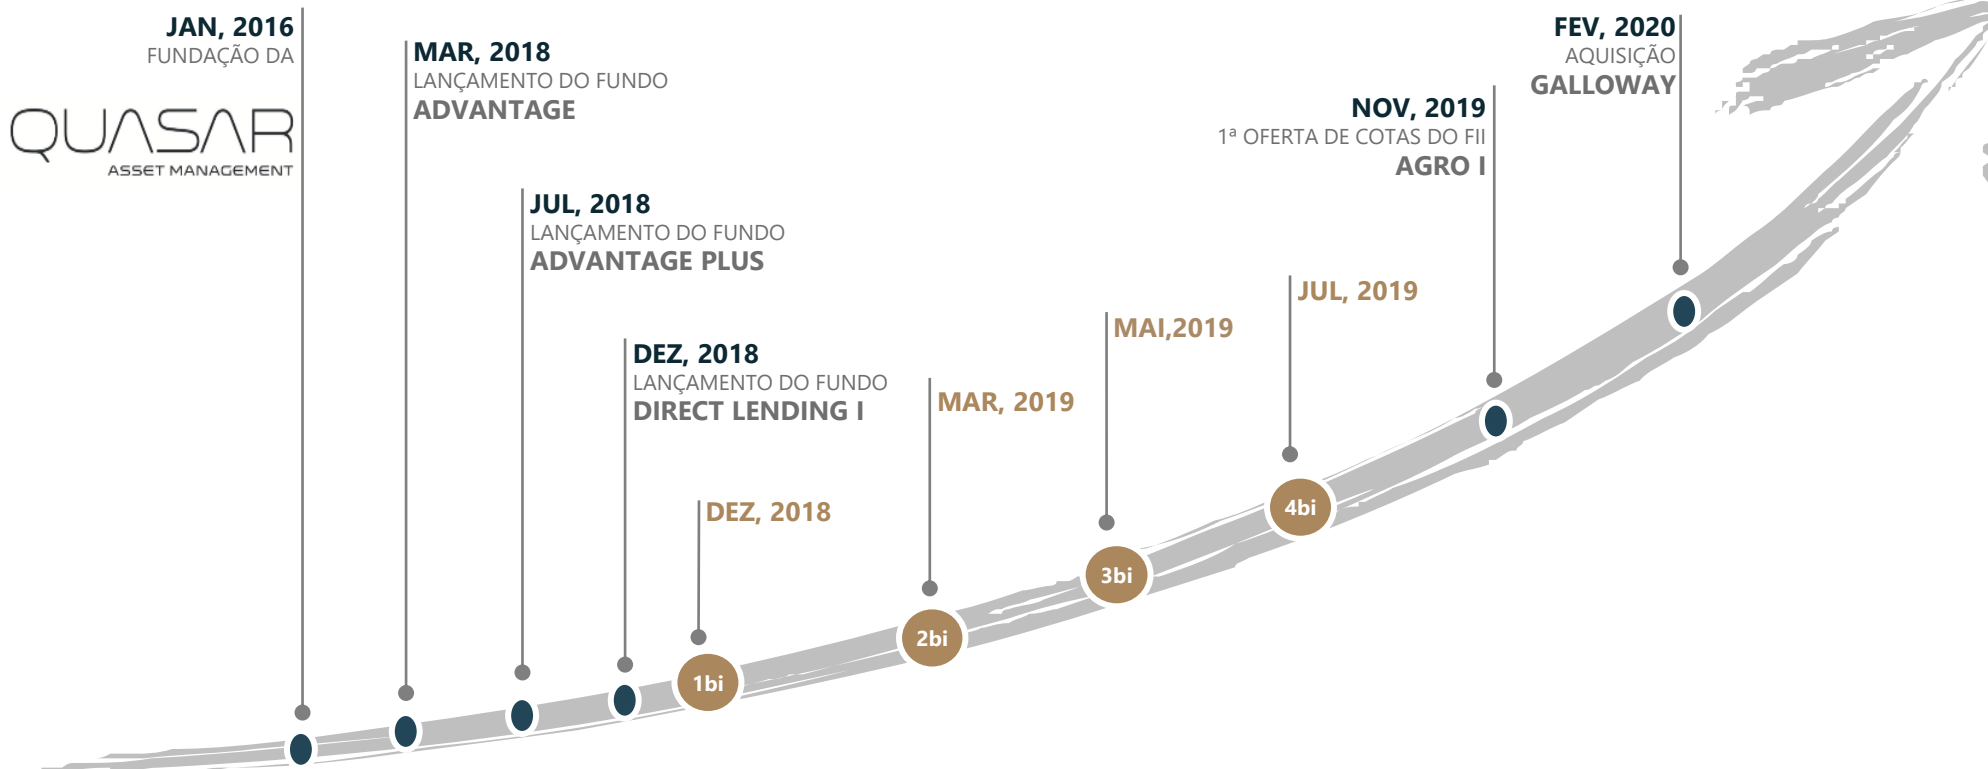 JAN, 2016
FUNDAÇÃO DA
QUASAR
ASSET MANAGEMENT
MAR, 2018
LANÇAMENTO DO FUNDO
ADVANTAGE
JUL, 2018
LANÇAMENTO DO FUNDO
ADVANTAGE PLUS
DEZ, 2018
LANÇAMENTO DO FUNDO
DIRECT LENDING I
DEZ, 2018
1bi
MAR, 2019
2bi
MAI,2019
3bi
JUL, 2019
4bi
NOV, 2019
1ª OFERTA DE COTAS DO FII
AGRO I
FEV, 2020
AQUISIÇÃO
GALLOWAY